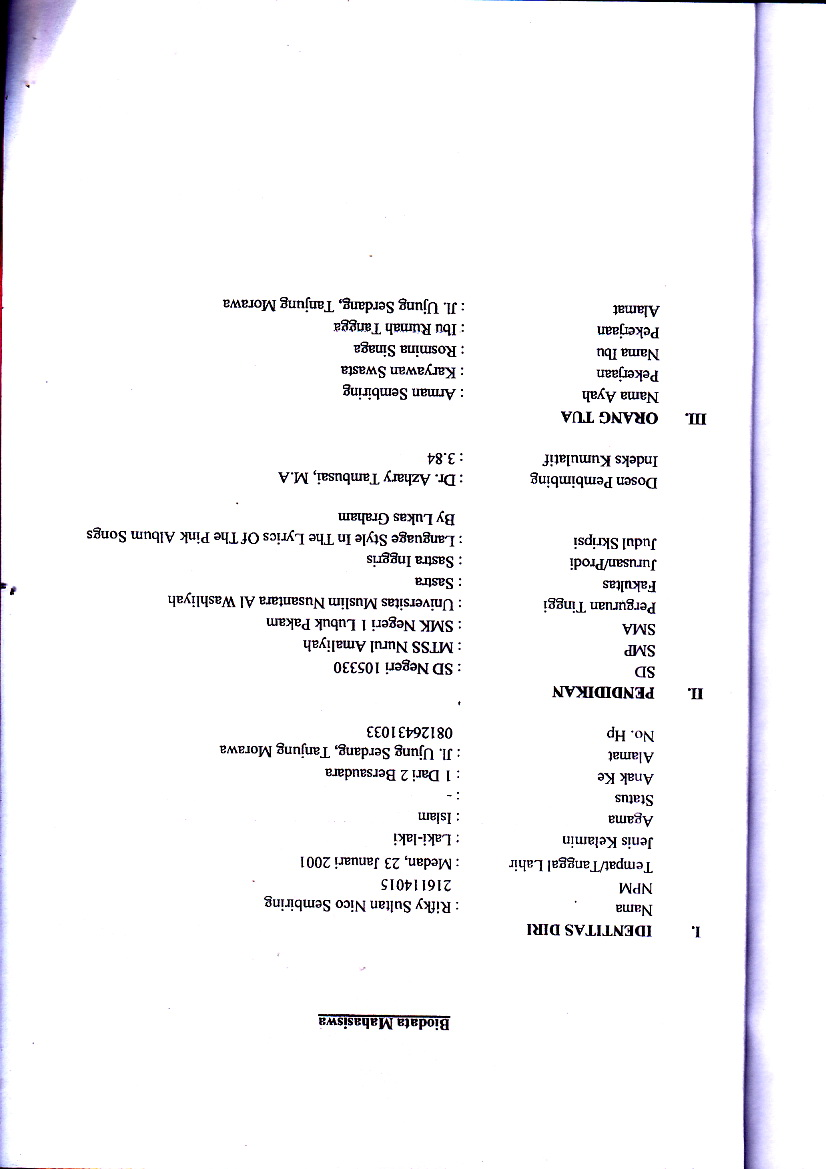 Biodata Mahasiswa
I. IDENTITAS DIRI
Nama : Rifky Sultan Nico Sembiring
NPM 216114015
Tempat/Tanggal Lahir : Medan, 23 Januari 2001
Jenis Kelamin : Laki-laki
Agama : Islam
Status : -
Anak Ke : 1 Dari 2 Bersaudara
Alamat : Jl. Ujung Serdang, Tanjung Morawa
No. Hp 08126431033
II. PENDIDIKAN
SD : SD Negeri 105330
SMP : MTSS Nurul Amaliyah
SMA : SMK Negeri 1 Lubuk Pakam
Perguruan Tinggi : Universitas Muslim Nusantara Al Washliyah
Fakultas : Sastra
Jurusan/Prodi : Sastra Inggris
Judul Skripsi : Language Style In The Lyrics Of The Pink Album Songs
By Lukas Graham
Dosen Pembimbing : Dr. Azhary Tambusai, M.A
Indeks Kumulatif : 3.84
III. ORANG TUA
Nama Ayah : Arman Sembiring
Pekerjaan : Karyawan Swasta
Nama Ibu : Rosmina Sinaga
Pekerjaan : Ibu Rumah Tangga
Alamat : Jl. Ujung Serdang, Tanjung Morawa